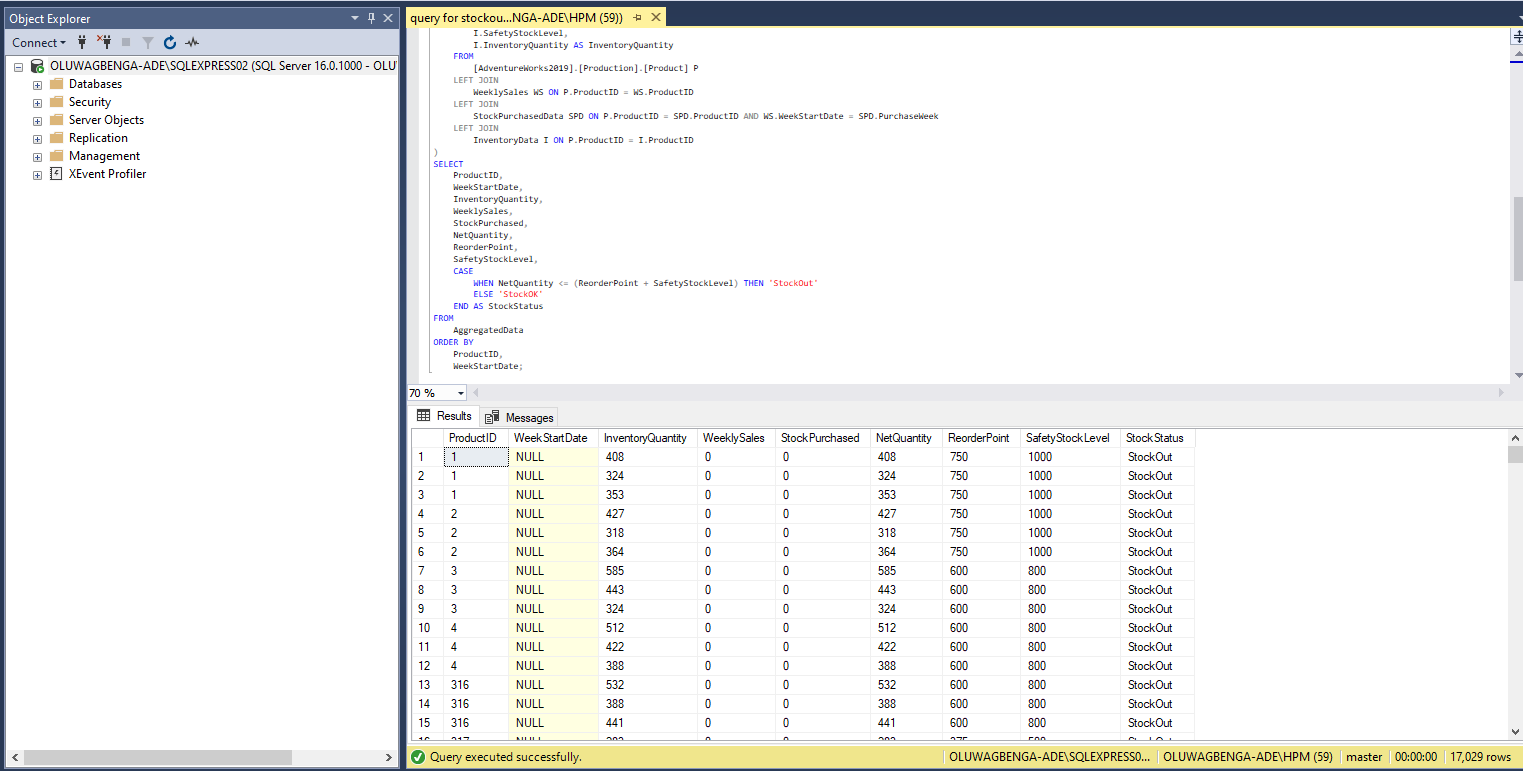 Object Explorer
Connect
OLUWAGBENGA-ADE\SQLEXPRESS02 (SQL Server 16.0.1000 - OLU
Databases
Security
Server Objects
Replication
Management
XEvent Profiler
query for stockou...NGA-ADE\HPM (59))
I.SafetyStockLevel,
I.InventoryQuantity AS InventoryQuantity
FROM
[AdventureWorks2019].[Production].[Product] P
LEFT JOIN
WeeklySales WS ON P.ProductID = WS.ProductID
LEFT JOIN
StockPurchasedData SPD ON P.ProductID = SPD.ProductID AND WS.WeekStartDate = SPD.PurchaseWeek
LEFT JOIN
InventoryData I ON P.ProductID = I.ProductID
)
SELECT
ProductID,
WeekStartDate,
InventoryQuantity,
WeeklySales,
StockPurchased,
NetQuantity,
ReorderPoint,
SafetyStockLevel,
CASE
WHEN NetQuantity <= (ReorderPoint + SafetyStockLevel) THEN 'StockOut'
ELSE 'StockOK'
END AS StockStatus
FROM
AggregatedData
ORDER BY
ProductID,
WeekStartDate;
70 %
Results Messages
ProductID WeekStartDate InventoryQuantity WeeklySales StockPurchased NetQuantity ReorderPoint SafetyStockLevel StockStatus
1 1 NULL 408 0 0 408 750 1000 StockOut
2 1 NULL 324 0 0 324 750 1000 StockOut
3 1 NULL 353 0 0 353 750 1000 StockOut
4 2 NULL 427 0 0 427 750 1000 StockOut
5 2 NULL 318 0 0 318 750 1000 StockOut
6 2 NULL 364 0 0 364 750 1000 StockOut
7 3 NULL 585 0 0 585 600 800 StockOut
8 3 NULL 443 0 0 443 600 800 StockOut
9 3 NULL 324 0 0 324 600 800 StockOut
10 4 NULL 512 0 0 512 600 800 StockOut
11 4 NULL 422 0 0 422 600 800 StockOut
12 4 NULL 388 0 0 388 600 800 StockOut
13 316 NULL 532 0 0 532 600 800 StockOut
14 316 NULL 388 0 0 388 600 800 StockOut
15 316 NULL 441 0 0 441 600 800 StockOut
Query executed successfully. OLUWAGBENGA-ADE\SQLEXPRESS0... OLUWAGBENGA-ADE\HPM (59) master 00:00:00 17,029 rows